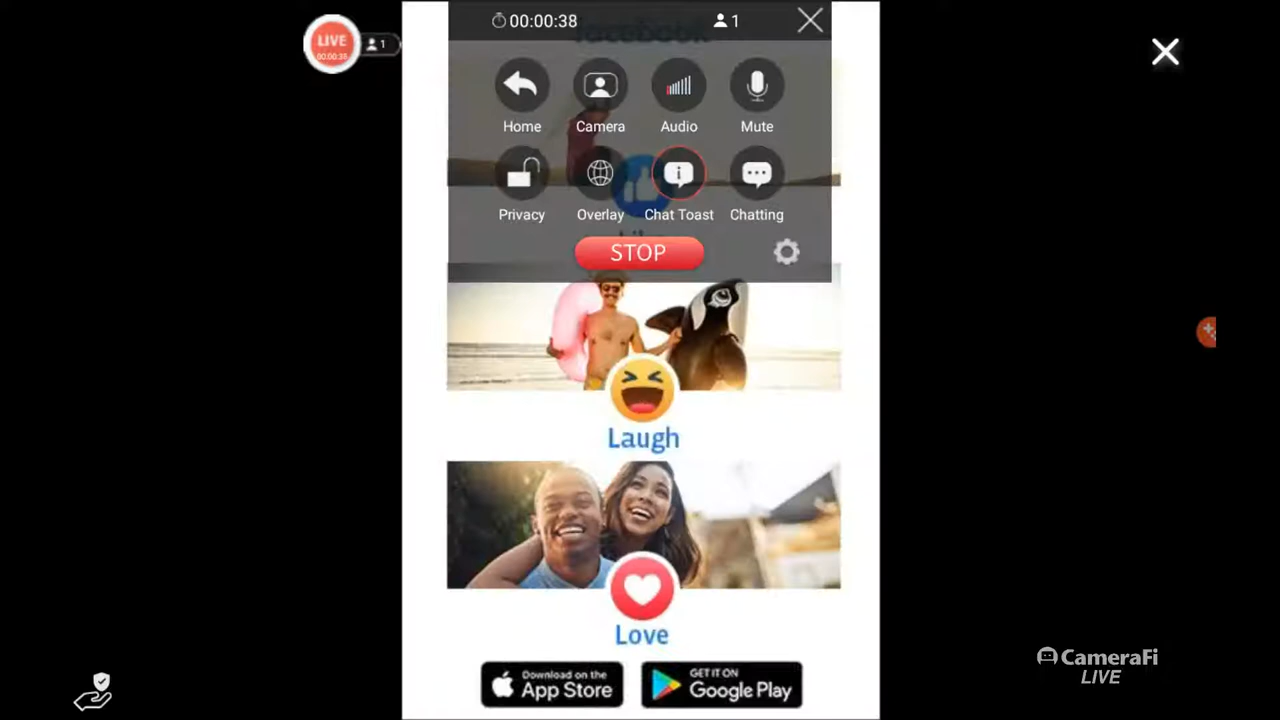 LIVE
00:00:38
1
00:00:38
1
facebook
Home
Camera
Audio
Mute
Privacy
Overlay
Chat Toast
Chatting
STOP
Laugh
Love
Download on the
App Store
GET IT ON
Google Play
CameraFi
LIVE